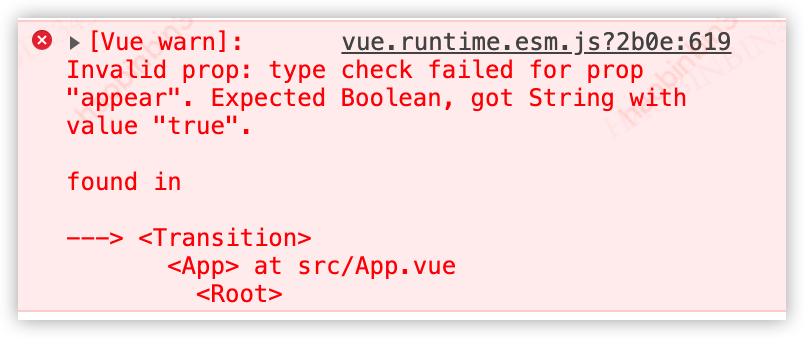 [Vue warn]: vue.runtime.esm.js?2b0e:619
Invalid prop: type check failed for prop
"appear". Expected Boolean, got String with
value "true".
found in
---> <Transition>
<App> at src/App.vue
<Root>